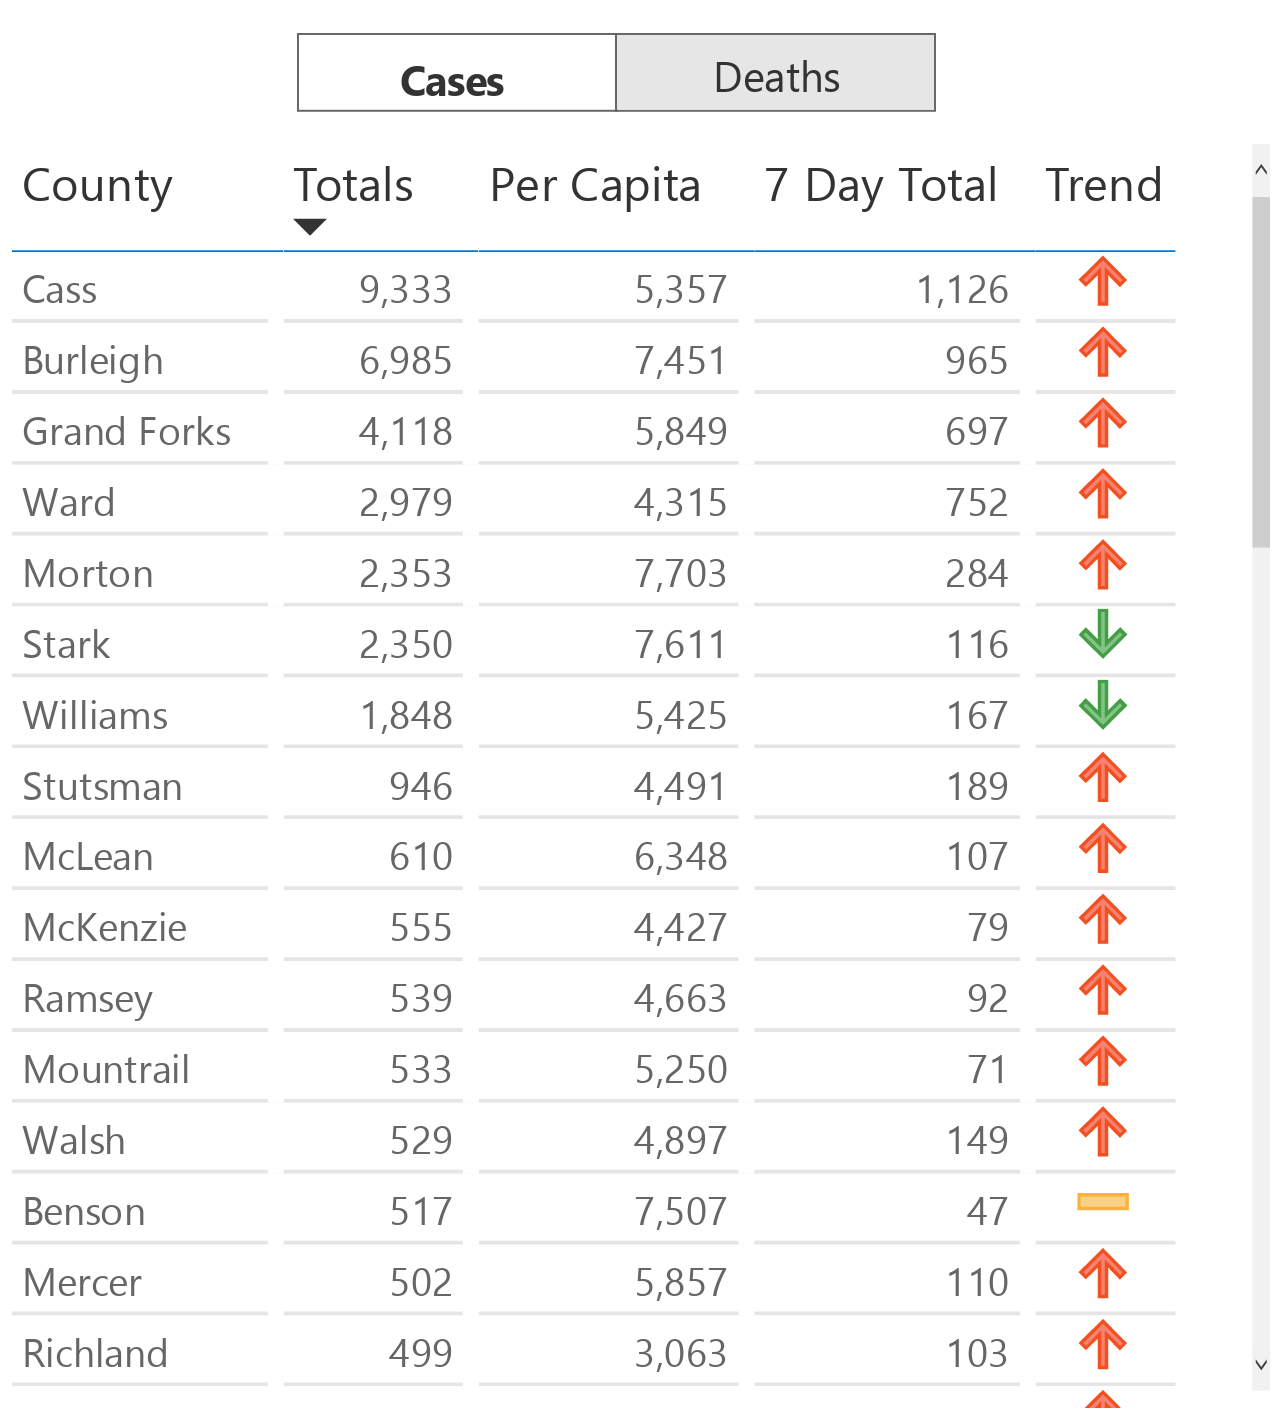 Cases Deaths
County Totals Per Capita 7 Day Total Trend
Cass 9,333 5,357 1,126
Burleigh 6,985 7,451 965
Grand Forks 4,118 5,849 697
Ward 2,979 4,315 752
Morton 2,353 7,703 284
Stark 2,350 7,611 116
Williams 1,848 5,425 167
Stutsman 946 4,491 189
McLean 610 6,348 107
McKenzie 555 4,427 79
Ramsey 539 4,663 92
Mountrail 533 5,250 71
Walsh 529 4,897 149
Benson 517 7,507 47
Mercer 502 5,857 110
Richland 499 3,063 103